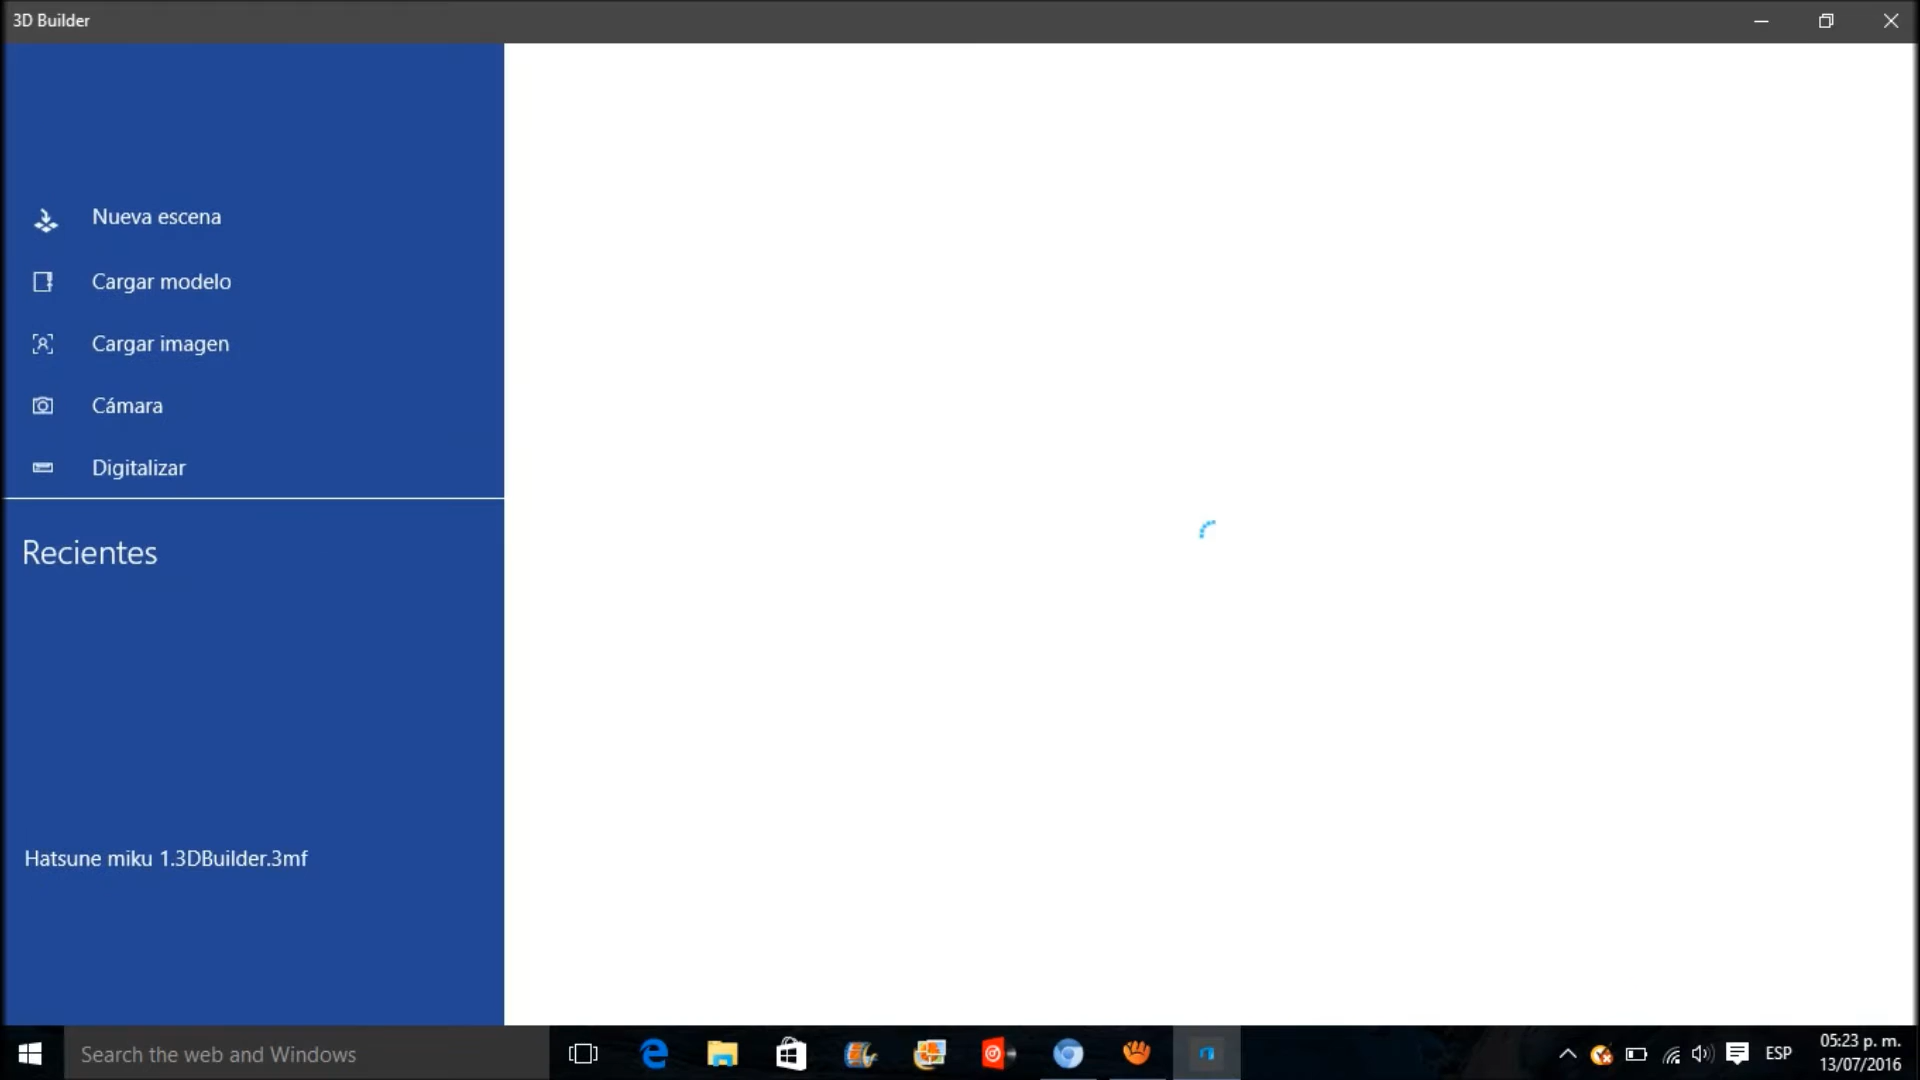 3D Builder
Nueva escena
Cargar modelo
Cargar imagen
Cámara
Digitalizar
Recientes
Hatsune miku 1.3DBuilder.3mf
Search the web and Windows
ESP
05:23 p. m.
13/07/2016